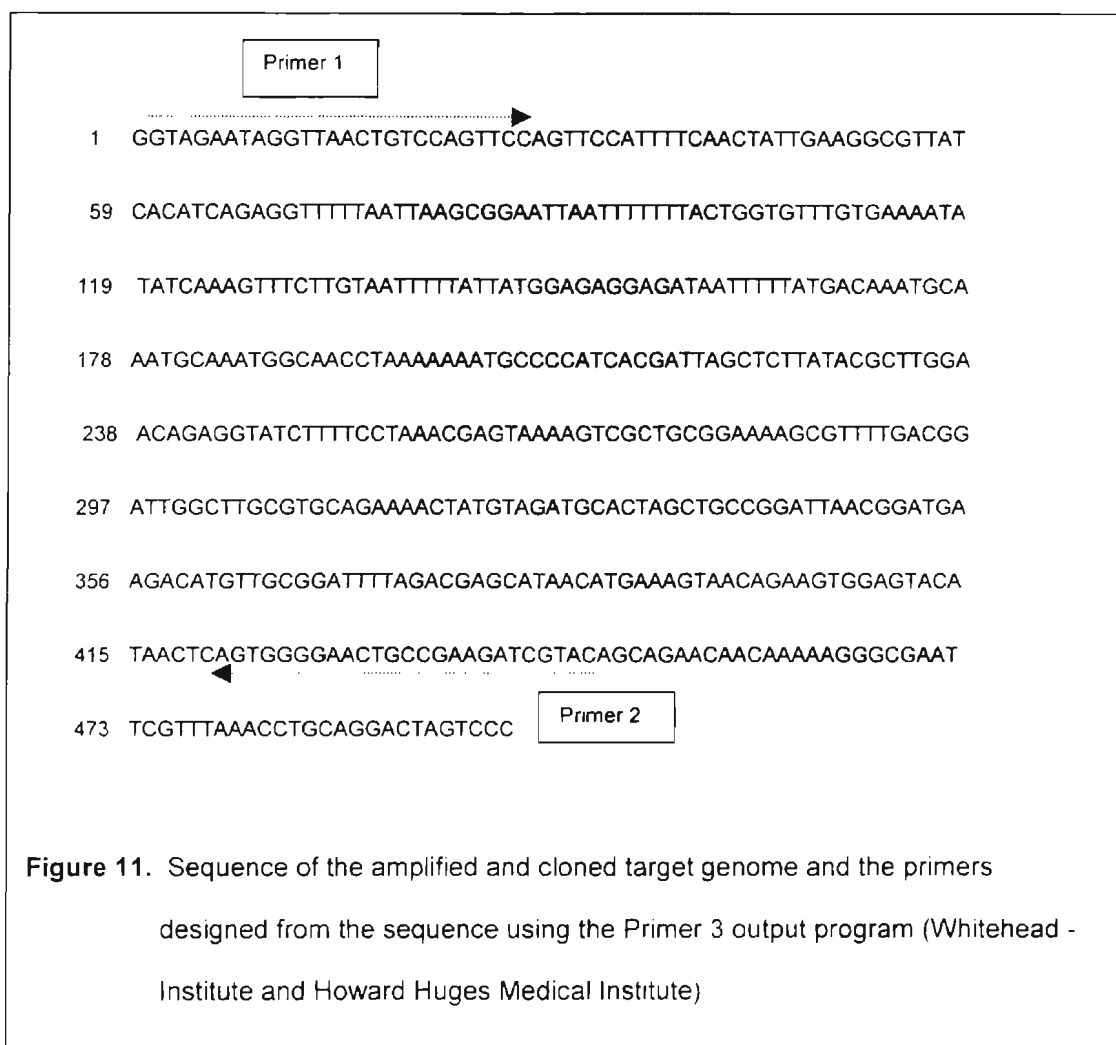 Primer 1
1 GGTAGAATAGGTTAACTGTCCAGTTCCAGTTCCATTTTCAACTATTGAAGGCGTTAT
59 CACATCAGAGGTTTTTAATTAAGCGGAATTAATTTTTTTACTGGTGTTTGTGAAAATA
119 TATCAAAGTTTCTTGTAATTTTTATTATGGAGAGGAGATAATTTTTATGACAAATGCA
178 AATGCAAATGGCAACCTAAAAAAATGCCCCATCACGATTAGCTCTTATACGCTTGGA
238 ACAGAGGTATCTTTTCCTAAACGAGTAAAAGTCGCTGCGGAAAAGCGTTTTGACGG
297 ATTGGCTTGCGTGCAGAAAACTATGTAGATGCACTAGCTGCCGGATTAACGGATGA
356 AGACATGTTGCGGATTTTAGACGAGCATAACATGAAAGTAACAGAAGTGGAGTACA
415 TAACTCAGTGGGGAACTGCCGAAGATCGTACAGCAGAACAACAAAAAGGGCGAAT
473 TCGTTTAAACCTGCAGGACTAGTCCC
Primer 2
Figure 11. Sequence of the amplified and cloned target genome and the primers
designed from the sequence using the Primer 3 output program (Whitehead -
Institute and Howard Huges Medical Institute)